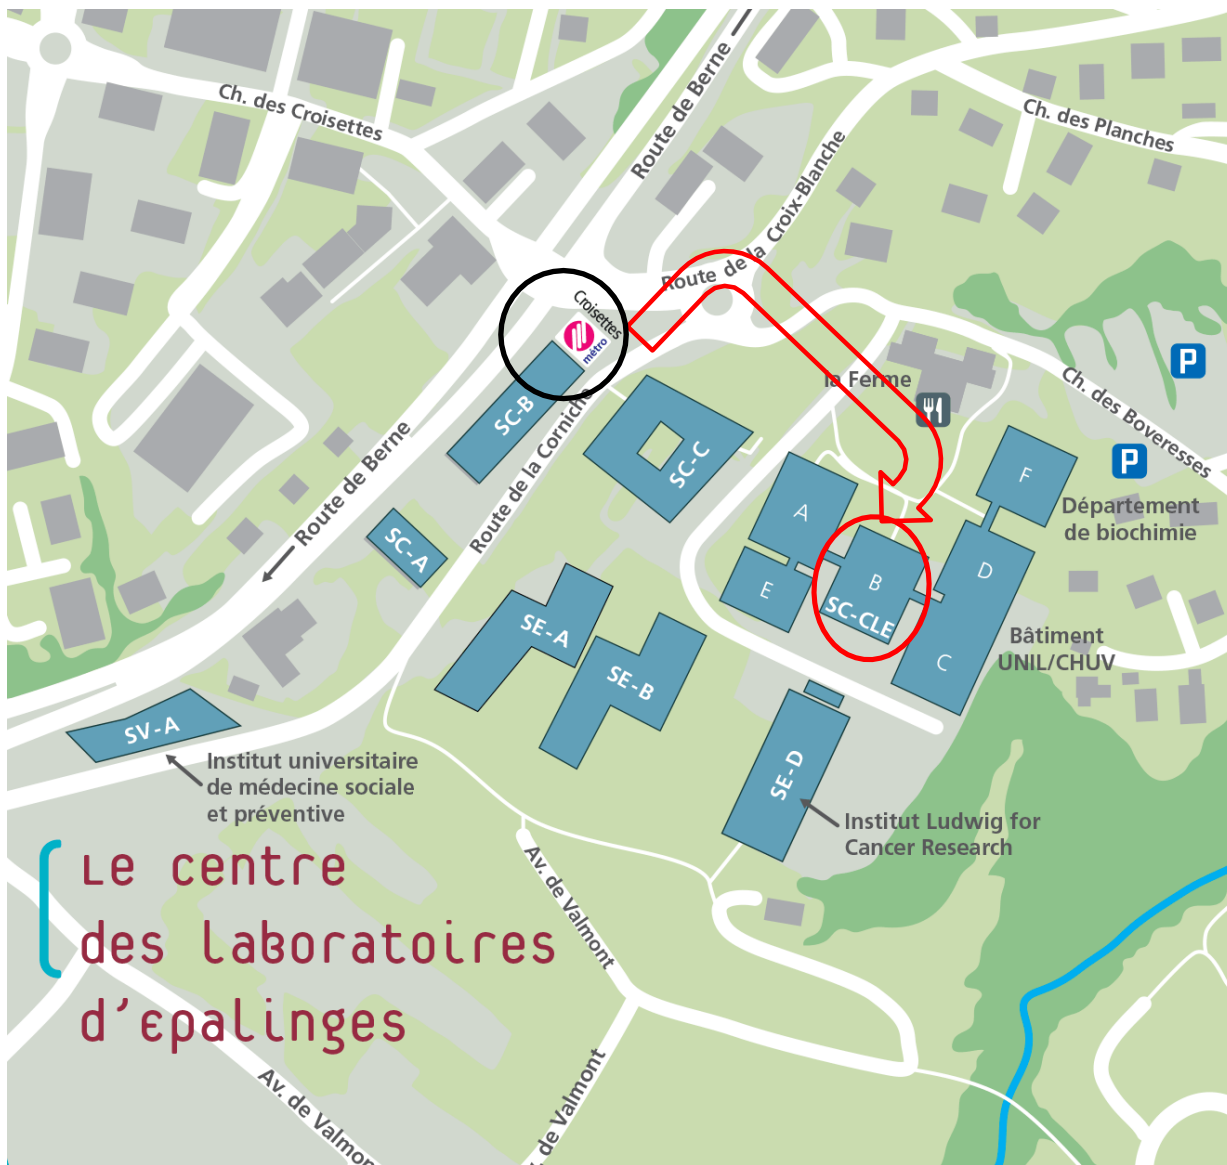 Route de Berne
Ch. des Croisettes
Ch. des Planches
Route de la Croix-Blanche
Croisettes
métro
la Ferme
P
Ch. des Boveresses
P
SC-B
Route de Berne
Route de la Corniche
SC-C
SC-A
A
F
Département
de biochimie
B
SC-CLE
D
E
Bâtiment
UNIL/CHUV
C
SE-A
SE-B
SV-A
Institut universitaire
de médecine sociale
et préventive
SE-D
Institut Ludwig for
Cancer Research
Le centre
des laboratoires
d'epalinges
Av. de Valmont
Av. de Valmont
. de Valmont